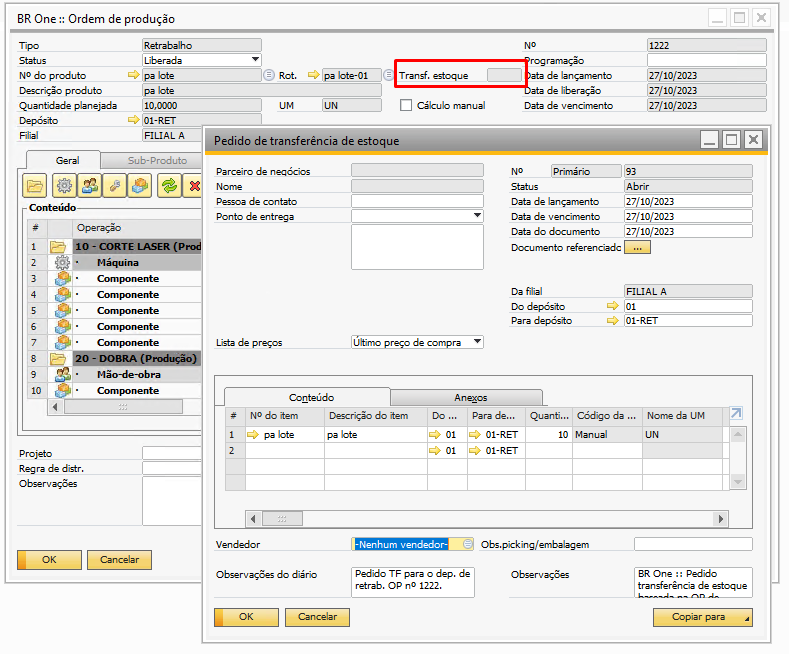 BR One :: Ordem de produção
Tipo Retrabalho Nº 1222
Status Liberada Programação
Nº do produto pa lote Rot. pa lote-01 Transf. estoque Data de lançamento 27/10/2023
Descrição produto pa lote Data de liberação 27/10/2023
Quantidade planejada 10,0000 UM UN Cálculo manual Data de vencimento 27/10/2023
Depósito 01-RET
Filial FILIAL A
Geral Sub-Produto
Conteúdo
# Operação
1 10 - CORTE LASER (Prod
2 · Máquina
3 · Componente
4 · Componente
5 · Componente
6 · Componente
7 · Componente
8 20 - DOBRA (Produção)
9 · Mão-de-obra
10 · Componente
Projeto
Regra de distr.
Observações
OK Cancelar
Pedido de transferência de estoque
Parceiro de negócios Nº Primário 93
Nome Status Abrir
Pessoa de contato Data de lançamento 27/10/2023
Ponto de entrega Data de vencimento 27/10/2023
Data do documento 27/10/2023
Documento referenciado ...
Da filial FILIAL A
Do depósito 01
Para depósito 01-RET
Lista de preços Último preço de compra
Conteúdo Anexos
# Nº do item Descrição do item Do ... Para de... Quanti... Código da ... Nome da UM
1 pa lote pa lote 01 01-RET 10 Manual UN
2 01 01-RET
Vendedor -Nenhum vendedor- Obs.picking/embalagem
Observações do diário Pedido TF para o dep. de
retrab. OP nº 1222.
Observações BR One :: Pedido
transferência de estoque
baseada na OP de
OK Cancelar Copiar para